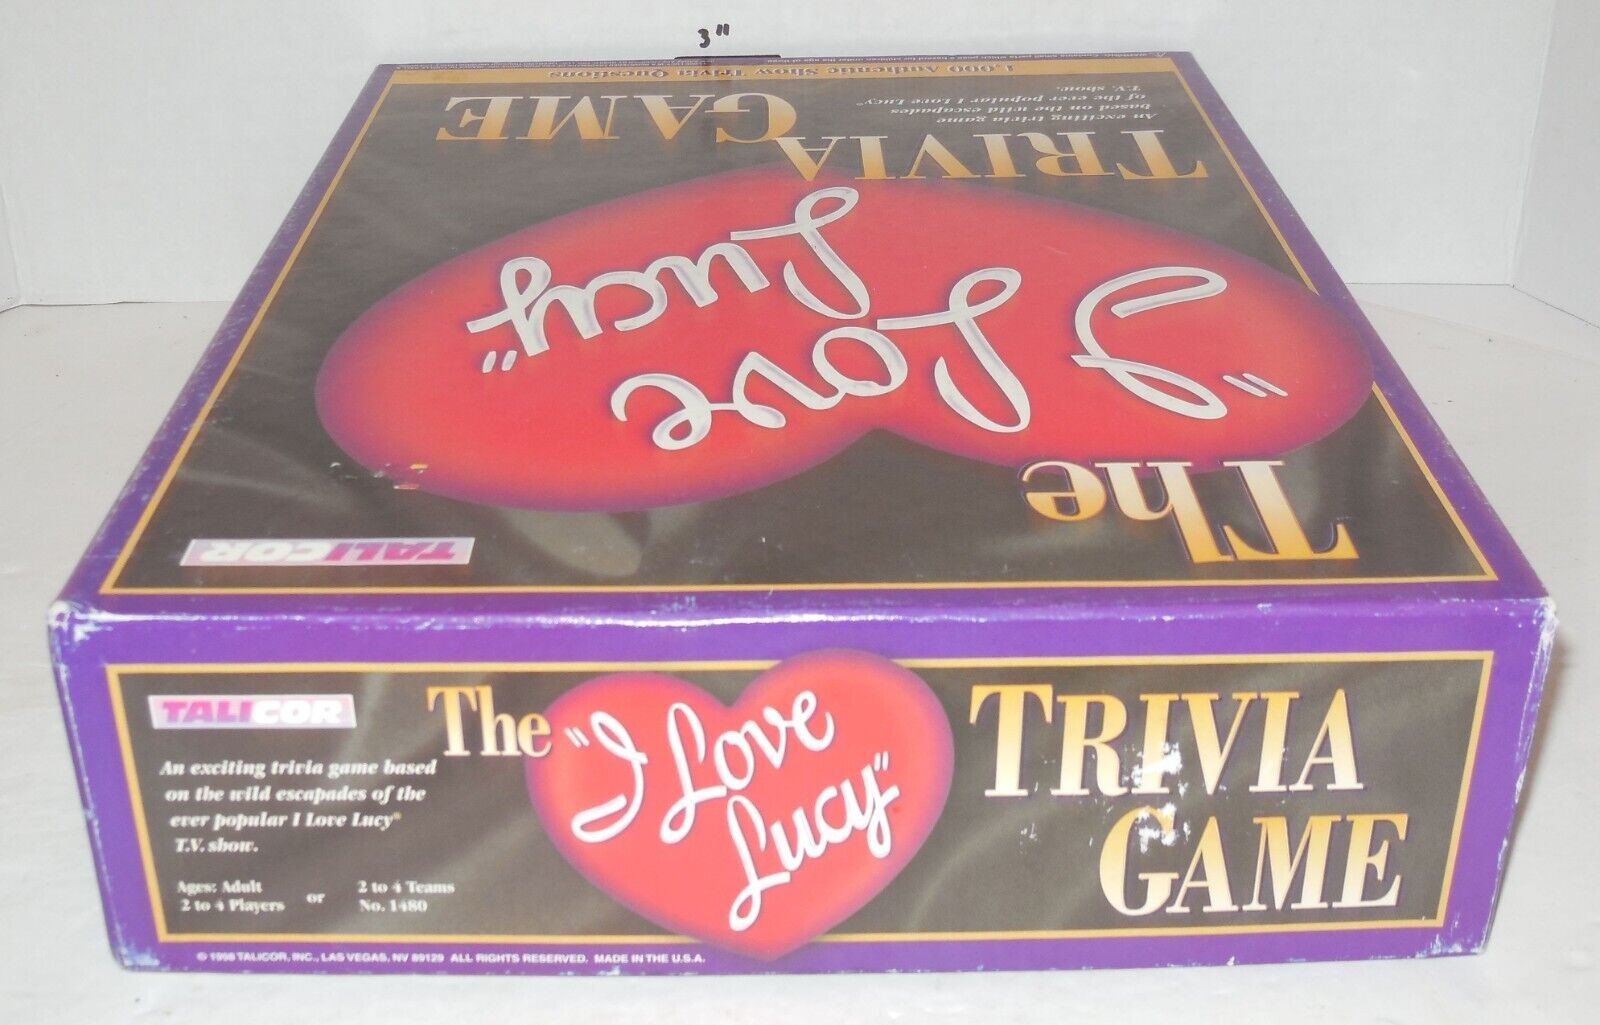 3"
1,000 Authentic Show Trivia Questions
The
"I Love
Lucy"
TRIVIA
GAME
An exciting trivia game
based on the wild escapades
of the ever popular I Love Lucy®
T.V. show.
TALICOR
TALICOR
The
"I Love
Lucy"
TRIVIA
GAME
An exciting trivia game based
on the wild escapades of the
ever popular I Love Lucy®
T.V. show.
Ages: Adult
2 to 4 Players
or
2 to 4 Teams
No. 1480
© 1998 TALICOR, INC., LAS VEGAS, NV 89129 ALL RIGHTS RESERVED. MADE IN THE U.S.A.